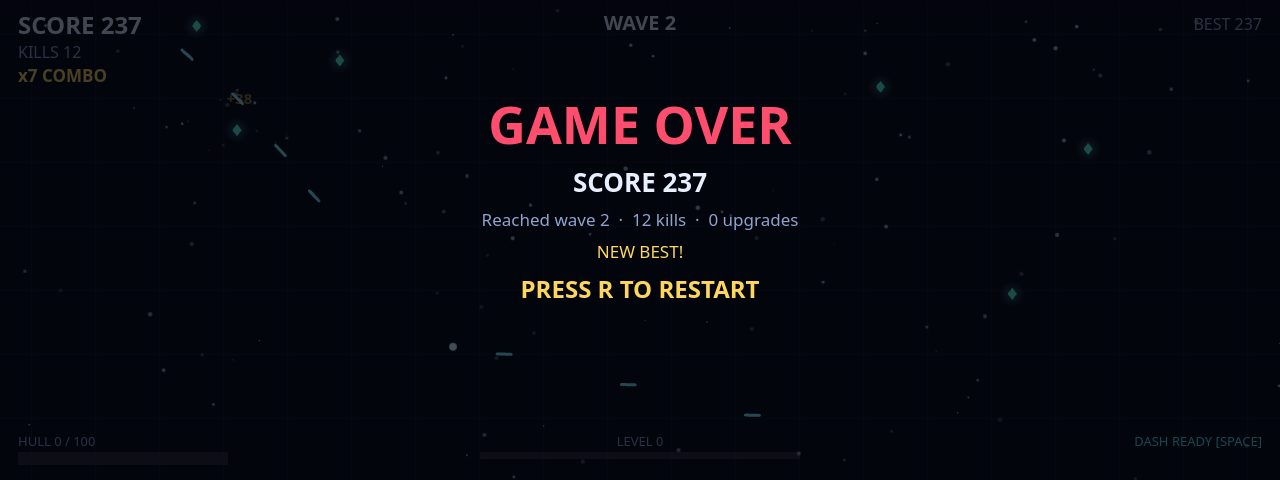 SCORE 237
WAVE 2
BEST 237
KILLS 12
x7 COMBO
GAME OVER
SCORE 237
Reached wave 2 · 12 kills · 0 upgrades
NEW BEST!
PRESS R TO RESTART
HULL 0 / 100
LEVEL 0
DASH READY [SPACE]